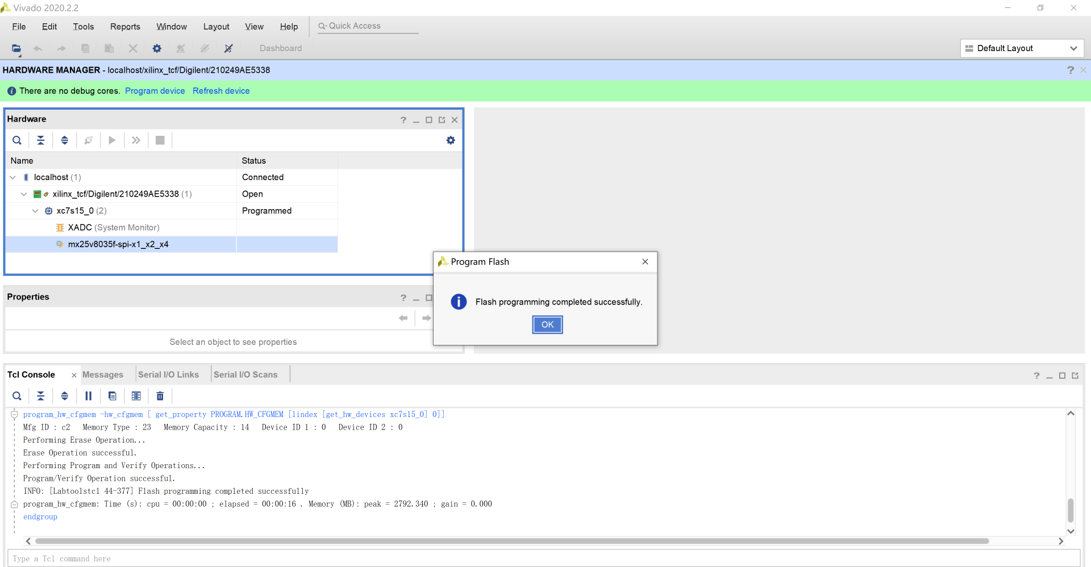 Vivado 2020.2.2
File Edit Tools Reports Window Layout View Help Quick Access
Dashboard Default Layout
HARDWARE MANAGER - localhost/xilinx_tcf/Digilent/210249AE5338 ?
There are no debug cores. Program device Refresh device
Hardware ?
Name Status
localhost (1) Connected
xilinx_tcf/Digilent/210249AE5338 (1) Open
xc7s15_0 (2) Programmed
XADC (System Monitor)
mx25v8035f-spi-x1_x2_x4
Program Flash
Flash programming completed successfully.
OK
Properties ?
Select an object to see properties
Tcl Console Messages Serial I/O Links Serial I/O Scans ?
program_hw_cfgmem -hw_cfgmem [ get_property PROGRAM.HW_CFGMEM [lindex [get_hw_devices xc7s15_0] 0]]
Mfg ID : c2 Memory Type : 23 Memory Capacity : 14 Device ID 1 : 0 Device ID 2 : 0
Performing Erase Operation...
Erase Operation successful.
Performing Program and Verify Operations...
Program/Verify Operation successful.
INFO: [Labtoolstcl 44-377] Flash programming completed successfully
program_hw_cfgmem: Time (s): cpu = 00:00:00 ; elapsed = 00:00:16 . Memory (MB): peak = 2792.340 ; gain = 0.000
endgroup
Type a Tcl command here